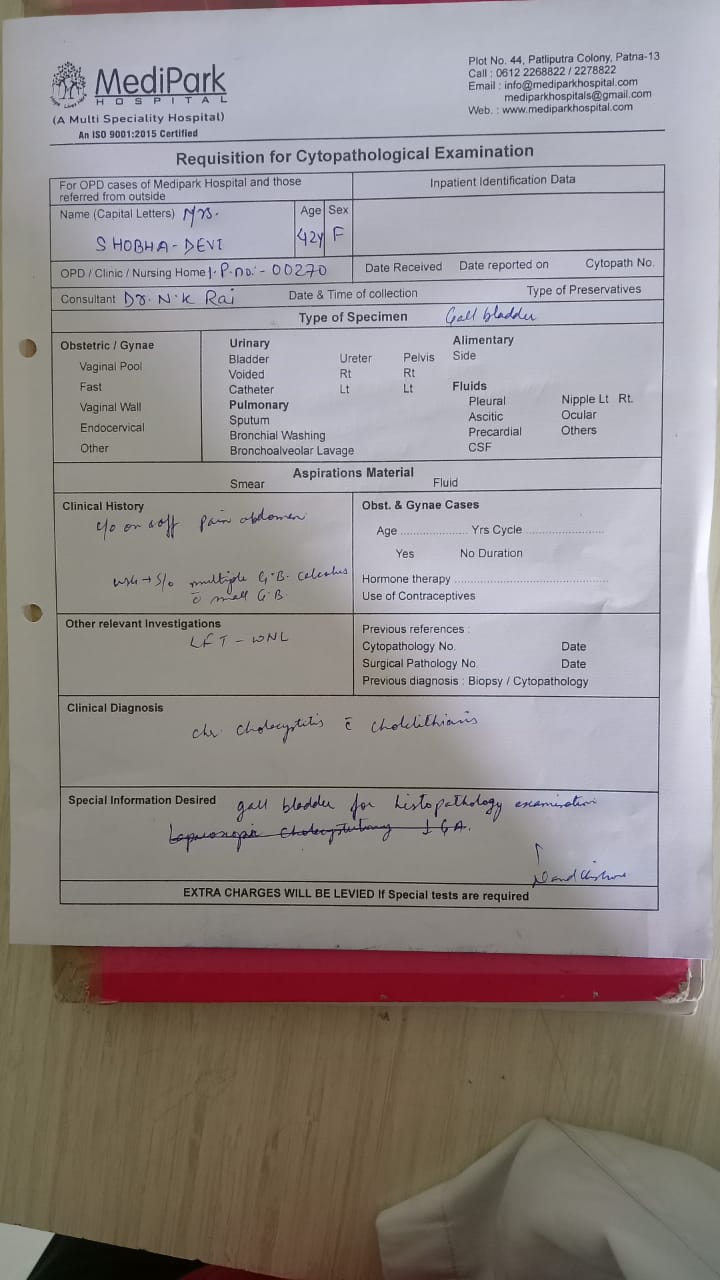 MediPark
HOSPITAL
(A Multi Speciality Hospital)
An ISO 9001:2015 Certified
Plot No. 44, Patliputra Colony, Patna-13
Call : 0612 2268822 / 2278822
Email : info@mediparkhospital.com
mediparkhospitals@gmail.com
Web. : www.mediparkhospital.com
Requisition for Cytopathological Examination
For OPD cases of Medipark Hospital and those
referred from outside
Inpatient Identification Data
Name (Capital Letters) Mrs.
SHOBHA-DEVI
Age Sex
42y F
OPD / Clinic / Nursing Home I.P.no:- 00270
Date Received Date reported on Cytopath No.
Consultant Dr. N.K Rai Date & Time of collection Type of Preservatives
Type of Specimen Gall bladder
Obstetric / Gynae
Vaginal Pool
Fast
Vaginal Wall
Endocervical
Other
Urinary
Bladder Ureter Pelvis
Voided Rt Rt
Catheter Lt Lt
Pulmonary
Sputum
Bronchial Washing
Bronchoalveolar Lavage
Alimentary
Side
Fluids
Pleural Nipple Lt Rt.
Ascitic Ocular
Precardial Others
CSF
Aspirations Material
Smear Fluid
Clinical History
c/o on & off pain abdomen
USG → S/o multiple G.B. calculus
c̄ small G.B.
Obst. & Gynae Cases
Age .................... Yrs Cycle .......................
Yes No Duration
Hormone therapy .............................................
Use of Contraceptives
Other relevant Investigations
LFT - WNL
Previous references :
Cytopathology No. Date
Surgical Pathology No. Date
Previous diagnosis : Biopsy / Cytopathology
Clinical Diagnosis
chr. cholecystitis c̄ cholelithiasis
Special Information Desired gall bladder for histopathology examination
Cholecystectomy GA.
EXTRA CHARGES WILL BE LEVIED If Special tests are required